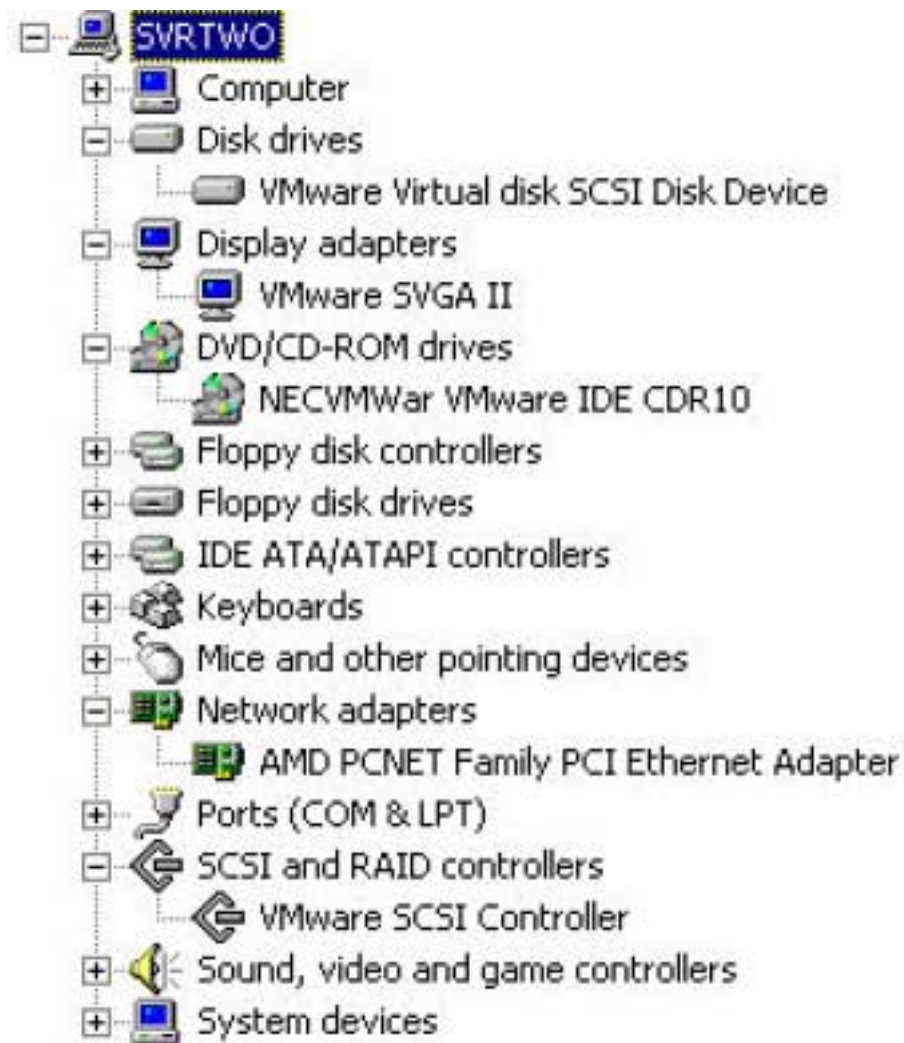 SVRTWO
Computer
Disk drives
VMware Virtual disk SCSI Disk Device
Display adapters
VMware SVGA II
DVD/CD-ROM drives
NECVMWar VMware IDE CDR10
Floppy disk controllers
Floppy disk drives
IDE ATA/ATAPI controllers
Keyboards
Mice and other pointing devices
Network adapters
AMD PCNET Family PCI Ethernet Adapter
Ports (COM & LPT)
SCSI and RAID controllers
VMware SCSI Controller
Sound, video and game controllers
System devices